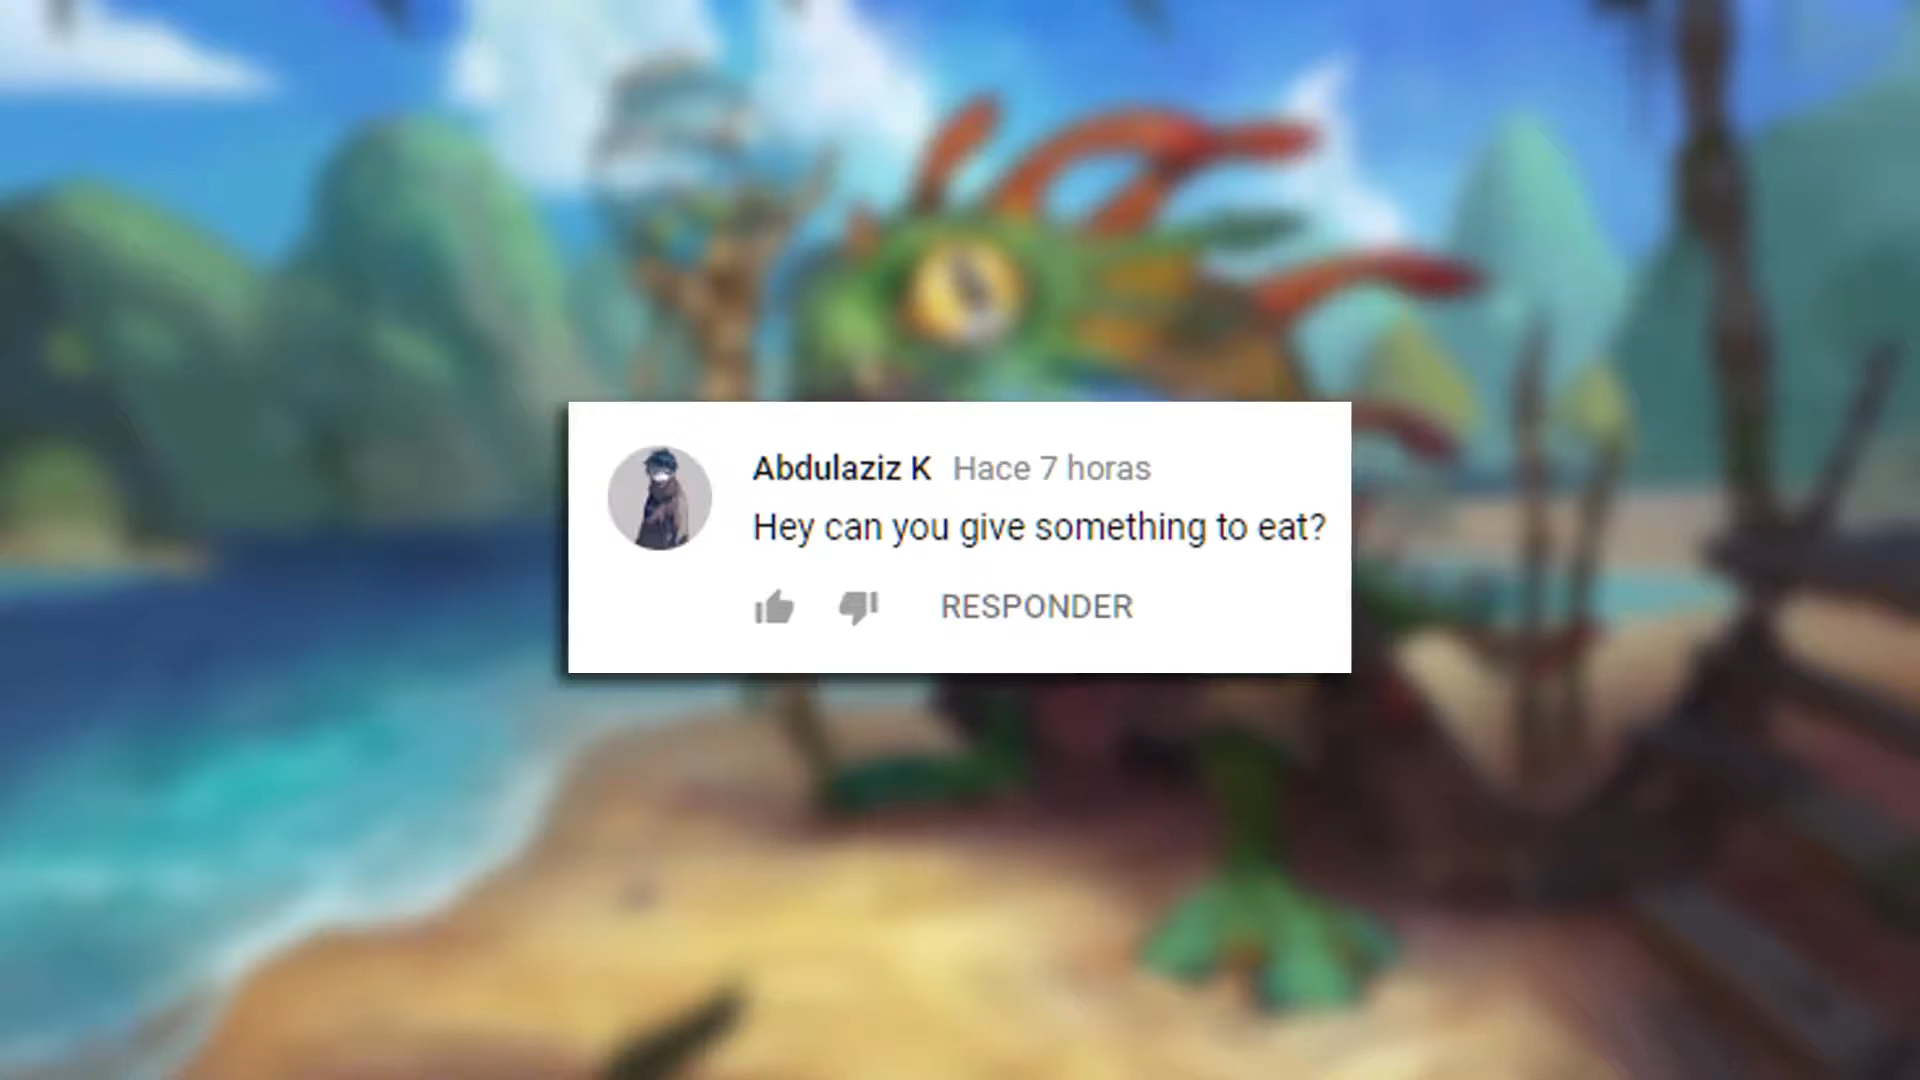 Abdulaziz K Hace 7 horas
Hey can you give something to eat?
RESPONDER